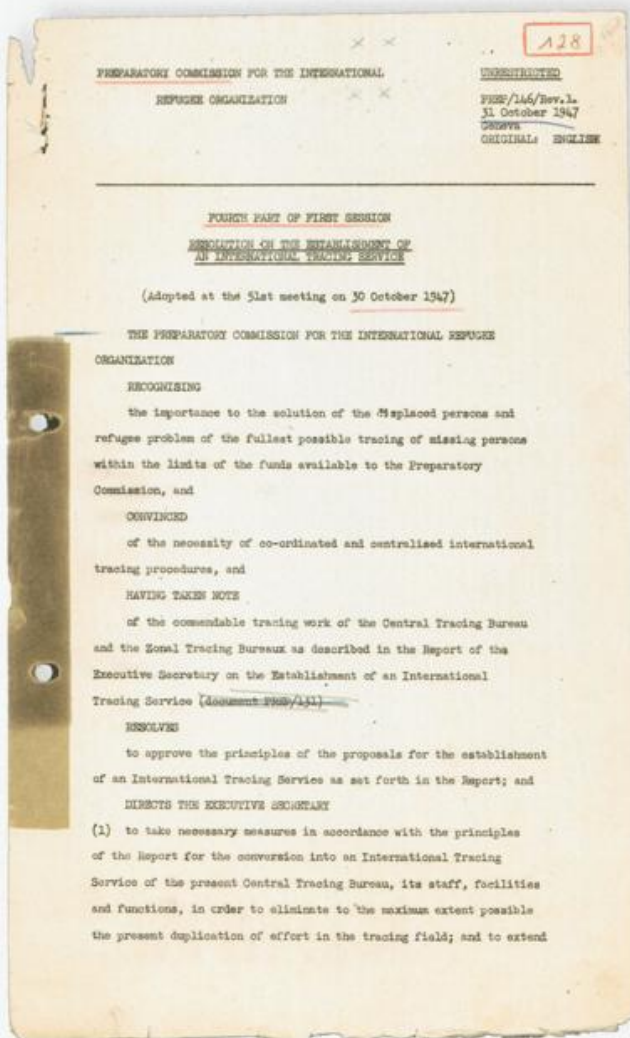 128
PREPARATORY COMMISSION FOR THE INTERNATIONAL
REFUGEE ORGANIZATION
UNRESTRICTED
PREP/146/Rev.1.
31 October 1947
Geneva
ORIGINAL: ENGLISH
FOURTH PART OF FIRST SESSION
RESOLUTION ON THE ESTABLISHMENT OF
AN INTERNATIONAL TRACING SERVICE
(Adopted at the 51st meeting on 30 October 1947)
THE PREPARATORY COMMISSION FOR THE INTERNATIONAL REFUGEE
ORGANIZATION
RECOGNISING
the importance to the solution of the displaced persons and
refugee problem of the fullest possible tracing of missing persons
within the limits of the funds available to the Preparatory
Commission, and
CONVINCED
of the necessity of co-ordinated and centralised international
tracing procedures, and
HAVING TAKEN NOTE
of the commendable tracing work of the Central Tracing Bureau
and the Zonal Tracing Bureaux as described in the Report of the
Executive Secretary on the Establishment of an International
Tracing Service (document PREP/131)
RESOLVES
to approve the principles of the proposals for the establishment
of an International Tracing Service as set forth in the Report; and
DIRECTS THE EXECUTIVE SECRETARY
(1) to take necessary measures in accordance with the principles
of the Report for the conversion into an International Tracing
Service of the present Central Tracing Bureau, its staff, facilities
and functions, in order to eliminate to the maximum extent possible
the present duplication of effort in the tracing field; and to extend